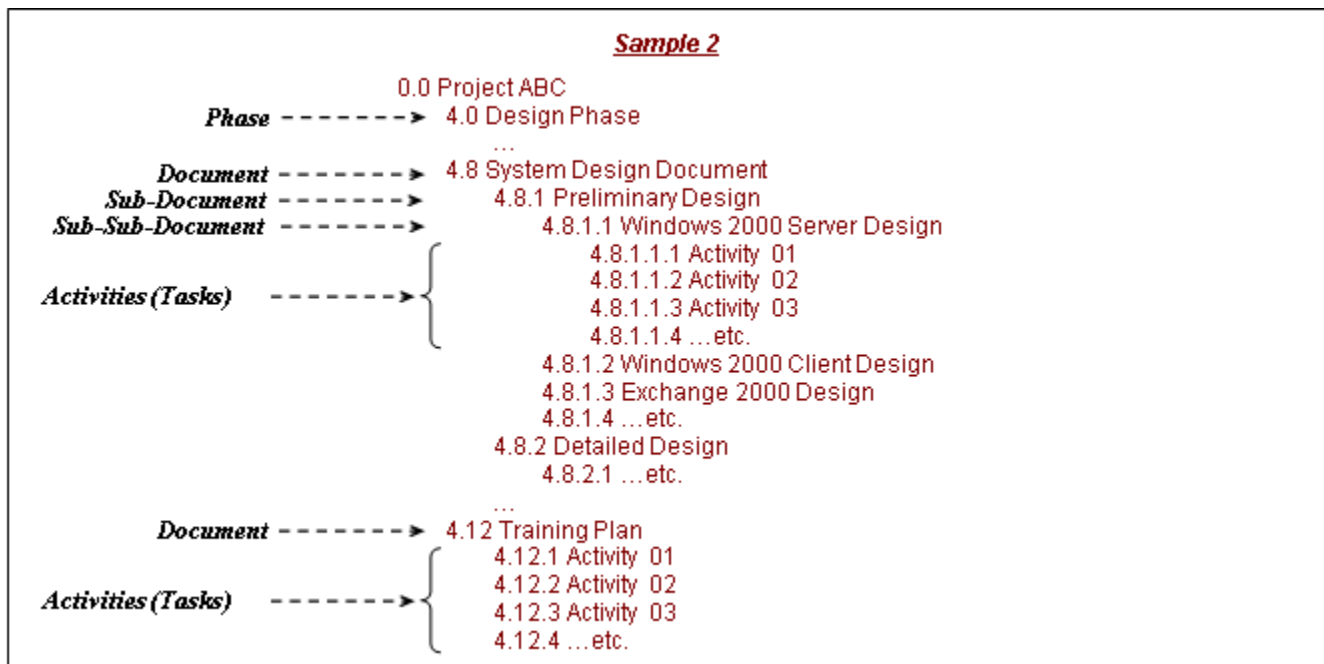 Sample 2
0.0 Project ABC
Phase 4.0 Design Phase
...
Document 4.8 System Design Document
Sub-Document 4.8.1 Preliminary Design
Sub-Sub-Document 4.8.1.1 Windows 2000 Server Design
4.8.1.1.1 Activity 01
4.8.1.1.2 Activity 02
Activities (Tasks) 4.8.1.1.3 Activity 03
4.8.1.1.4 ...etc.
4.8.1.2 Windows 2000 Client Design
4.8.1.3 Exchange 2000 Design
4.8.1.4 ...etc.
4.8.2 Detailed Design
4.8.2.1 ...etc.
...
Document 4.12 Training Plan
4.12.1 Activity 01
4.12.2 Activity 02
Activities (Tasks) 4.12.3 Activity 03
4.12.4 ...etc.